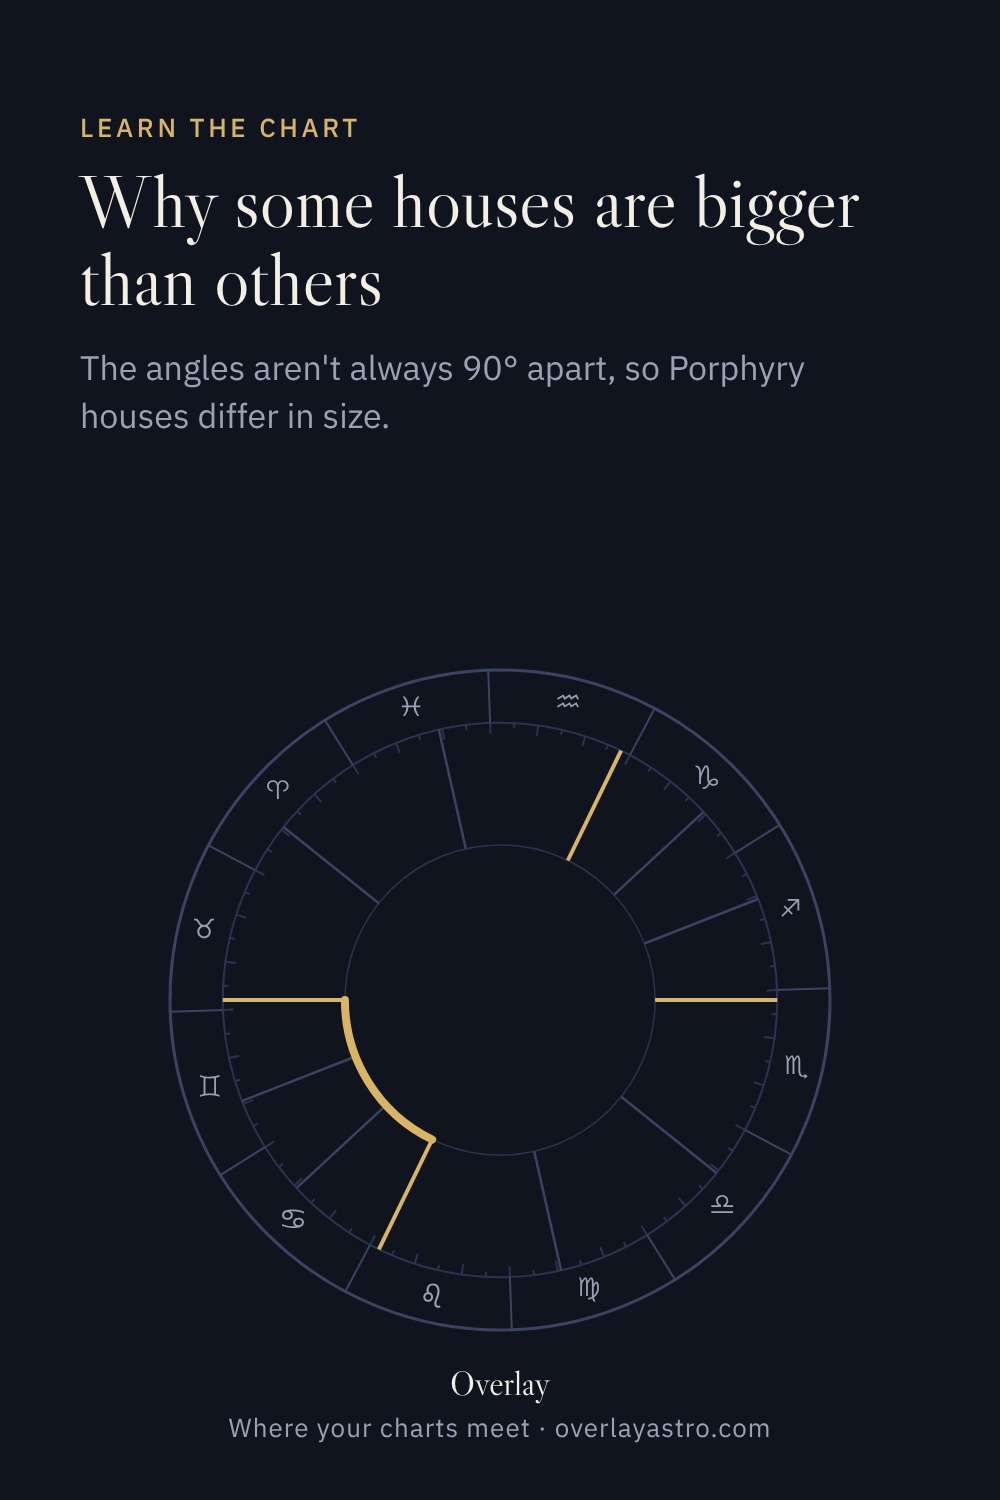 LEARN THE CHART
Why some houses are bigger
than others
The angles aren't always 90° apart, so Porphyry
houses differ in size.
♓ ♒
♈ ♑
♉ ♐
♊ ♏
♋ ♎
♌ ♍
Overlay
Where your charts meet · overlayastro.com